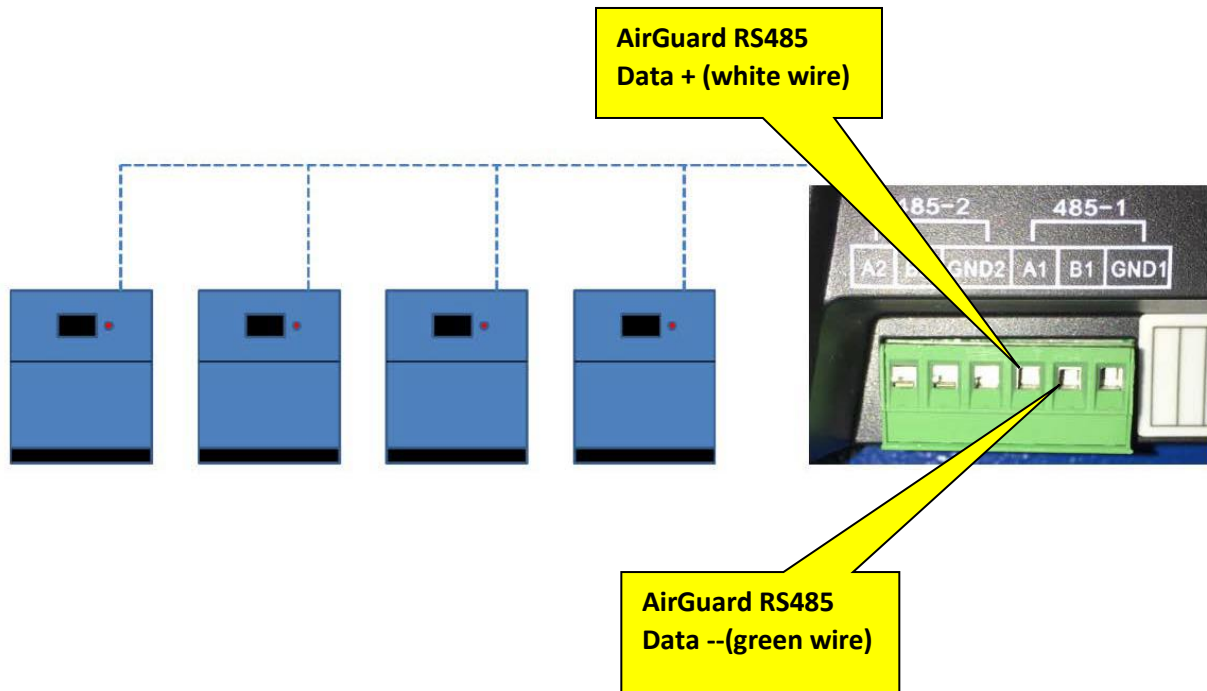 AirGuard RS485
Data + (white wire)
485-2
485-1
A2
GND2
A1
B1
GND1
AirGuard RS485
Data --(green wire)